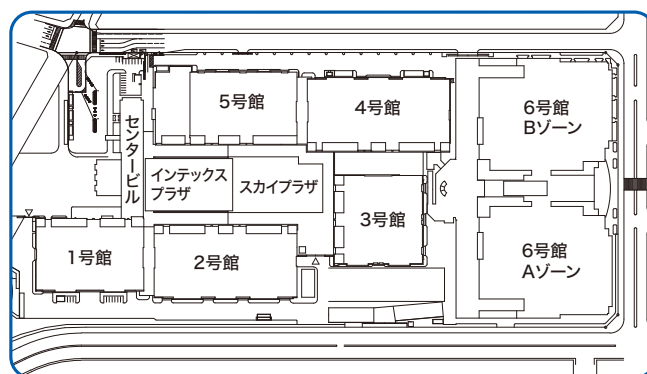 5号館
4号館
6号館
Bゾーン
センタービル
インテックス
プラザ
スカイプラザ
3号館
1号館
2号館
6号館
Aゾーン